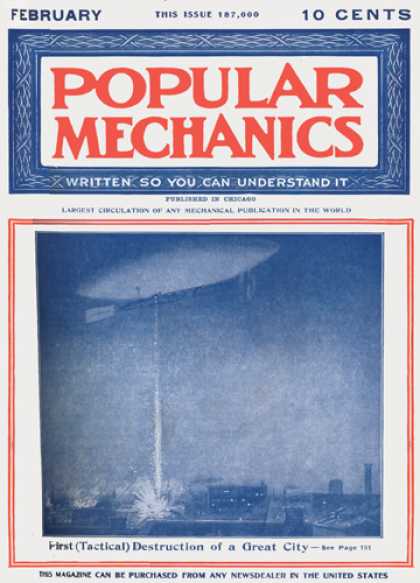 FEBRUARY THIS ISSUE 187,000 10 CENTS
POPULAR
MECHANICS
WRITTEN SO YOU CAN UNDERSTAND IT
PUBLISHED IN CHICAGO
LARGEST CIRCULATION OF ANY MECHANICAL PUBLICATION IN THE WORLD
First (Tactical) Destruction of a Great City—See Page 151
THIS MAGAZINE CAN BE PURCHASED FROM ANY NEWSDEALER IN THE UNITED STATES